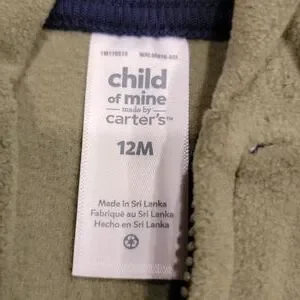 child
of mine
made by
carter's™
12M
Made in Sri Lanka
Fabriqué au Sri Lanka
Hecho en Sri Lanka